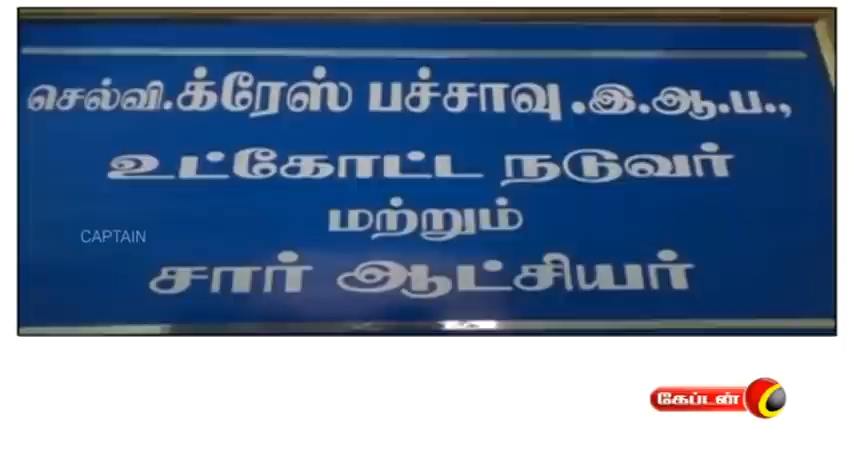 செல்வி.க்ரேஸ் பச்சாவு .இ.ஆ.ப.,
உட்கோட்ட நடுவர்
மற்றும்
CAPTAIN
சார் ஆட்சியர்
கேப்டன்